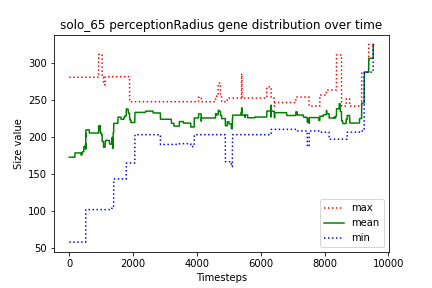 solo_65 perceptionRadius gene distribution over time
Size value
300
250
200
150
100
50
0
2000
4000
6000
8000
10000
Timesteps
max
mean
min